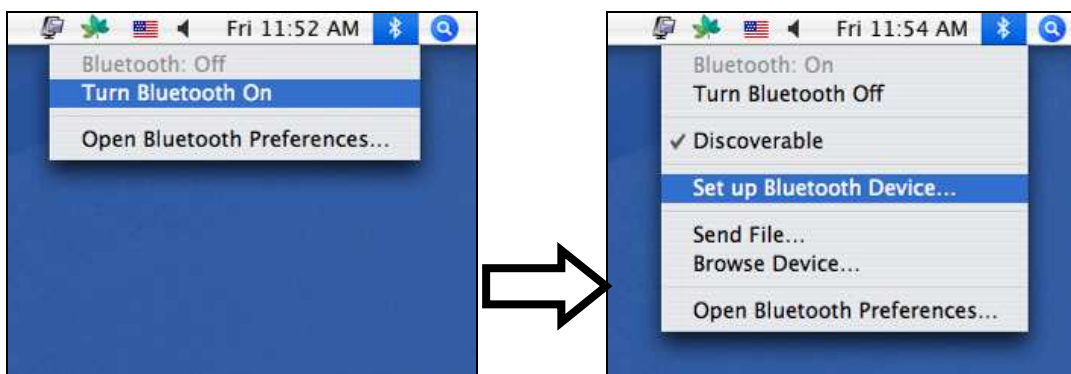 Fri 11:52 AM
Bluetooth: Off
Turn Bluetooth On
Open Bluetooth Preferences...
Fri 11:54 AM
Bluetooth: On
Turn Bluetooth Off
✓ Discoverable
Set up Bluetooth Device...
Send File...
Browse Device...
Open Bluetooth Preferences...